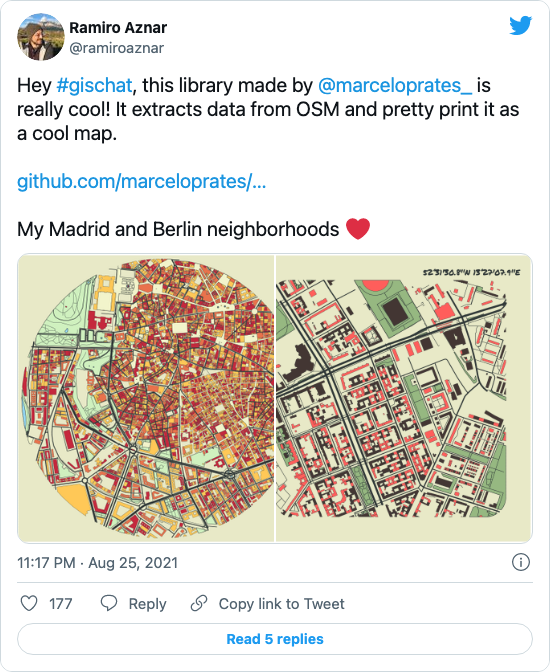 Ramiro Aznar
@ramiroaznar
Hey #gischat, this library made by @marceloprates_ is
really cool! It extracts data from OSM and pretty print it as
a cool map.
github.com/marceloprates/...
My Madrid and Berlin neighborhoods
52°31'30.8"N 13°27'07.9"E
11:17 PM · Aug 25, 2021
177
Reply
Copy link to Tweet
Read 5 replies